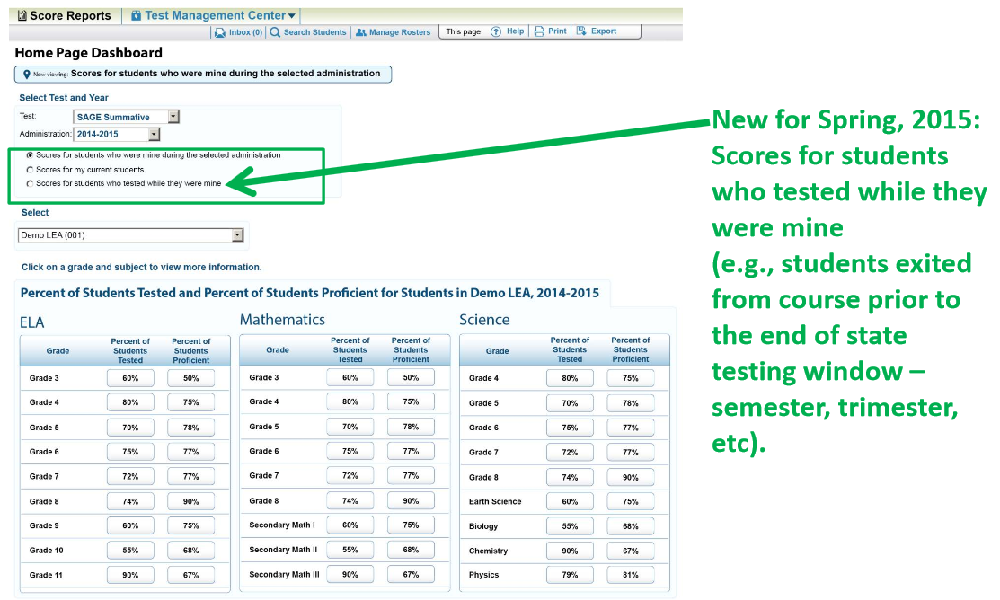 Score Reports
Test Management Center
Inbox (0)
Search Students
Manage Rosters
This page:
Help
Print
Export
Home Page Dashboard
Now viewing: Scores for students who were mine during the selected administration
Select Test and Year
Test: SAGE Summative
Administration: 2014-2015
Scores for students who were mine during the selected administration
Scores for my current students
Scores for students who tested while they were mine
Select
Demo LEA (001)
Click on a grade and subject to view more information.
Percent of Students Tested and Percent of Students Proficient for Students in Demo LEA, 2014-2015
ELA
Grade
Percent of
Students
Tested
Percent of
Students
Proficient
Grade 3 60% 50%
Grade 4 80% 75%
Grade 5 70% 78%
Grade 6 75% 77%
Grade 7 72% 77%
Grade 8 74% 90%
Grade 9 60% 75%
Grade 10 55% 68%
Grade 11 90% 67%
Mathematics
Grade
Percent of
Students
Tested
Percent of
Students
Proficient
Grade 3 60% 50%
Grade 4 80% 75%
Grade 5 70% 78%
Grade 6 75% 77%
Grade 7 72% 77%
Grade 8 74% 90%
Secondary Math I 60% 75%
Secondary Math II 55% 68%
Secondary Math III 90% 67%
Science
Grade
Percent of
Students
Tested
Percent of
Students
Proficient
Grade 4 80% 75%
Grade 5 70% 78%
Grade 6 75% 77%
Grade 7 72% 77%
Grade 8 74% 90%
Earth Science 60% 75%
Biology 55% 68%
Chemistry 90% 67%
Physics 79% 81%
New for Spring, 2015:
Scores for students
who tested while they
were mine
(e.g., students exited
from course prior to
the end of state
testing window –
semester, trimester,
etc).